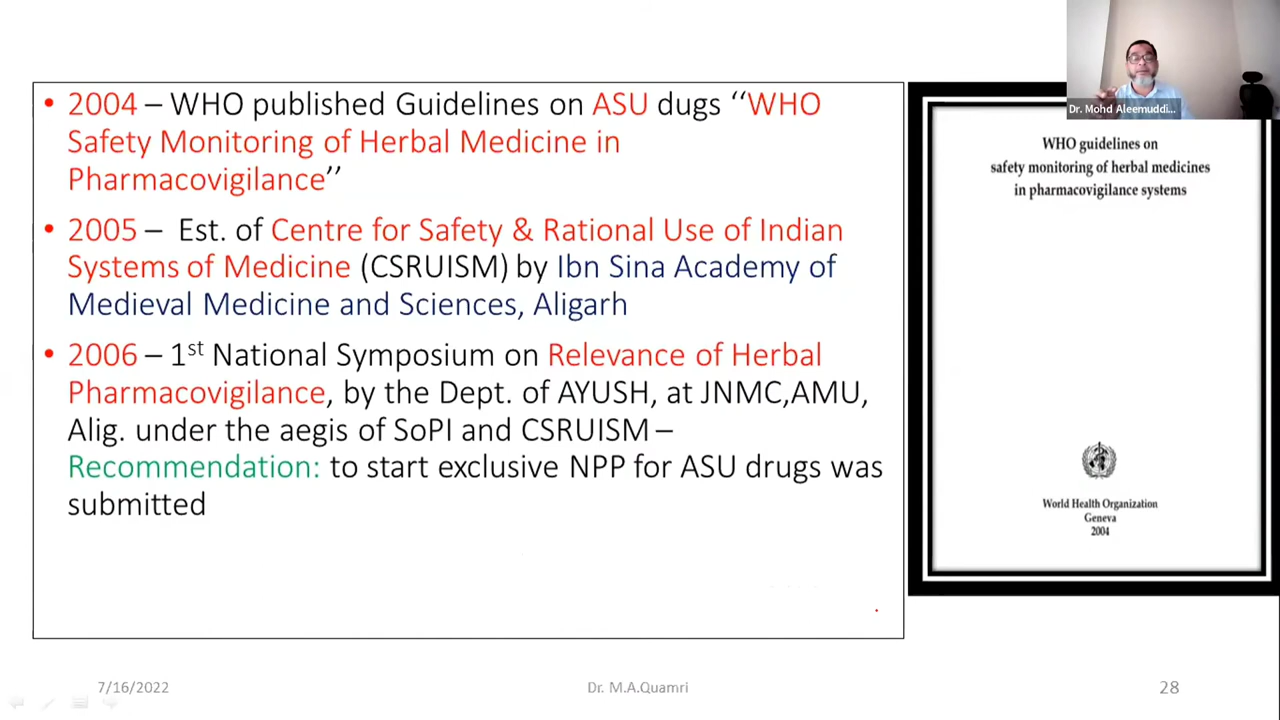 • 2004 – WHO published Guidelines on ASU dugs ‘‘WHO
Safety Monitoring of Herbal Medicine in
Pharmacovigilance’’
• 2005 – Est. of Centre for Safety & Rational Use of Indian
Systems of Medicine (CSRUISM) by Ibn Sina Academy of
Medieval Medicine and Sciences, Aligarh
• 2006 – 1st National Symposium on Relevance of Herbal
Pharmacovigilance, by the Dept. of AYUSH, at JNMC,AMU,
Alig. under the aegis of SoPI and CSRUISM –
Recommendation: to start exclusive NPP for ASU drugs was
submitted
Dr. Mohd Aleemuddi...
WHO guidelines on
safety monitoring of herbal medicines
in pharmacovigilance systems
World Health Organization
Geneva
2004
7/16/2022
Dr. M.A.Quamri
28